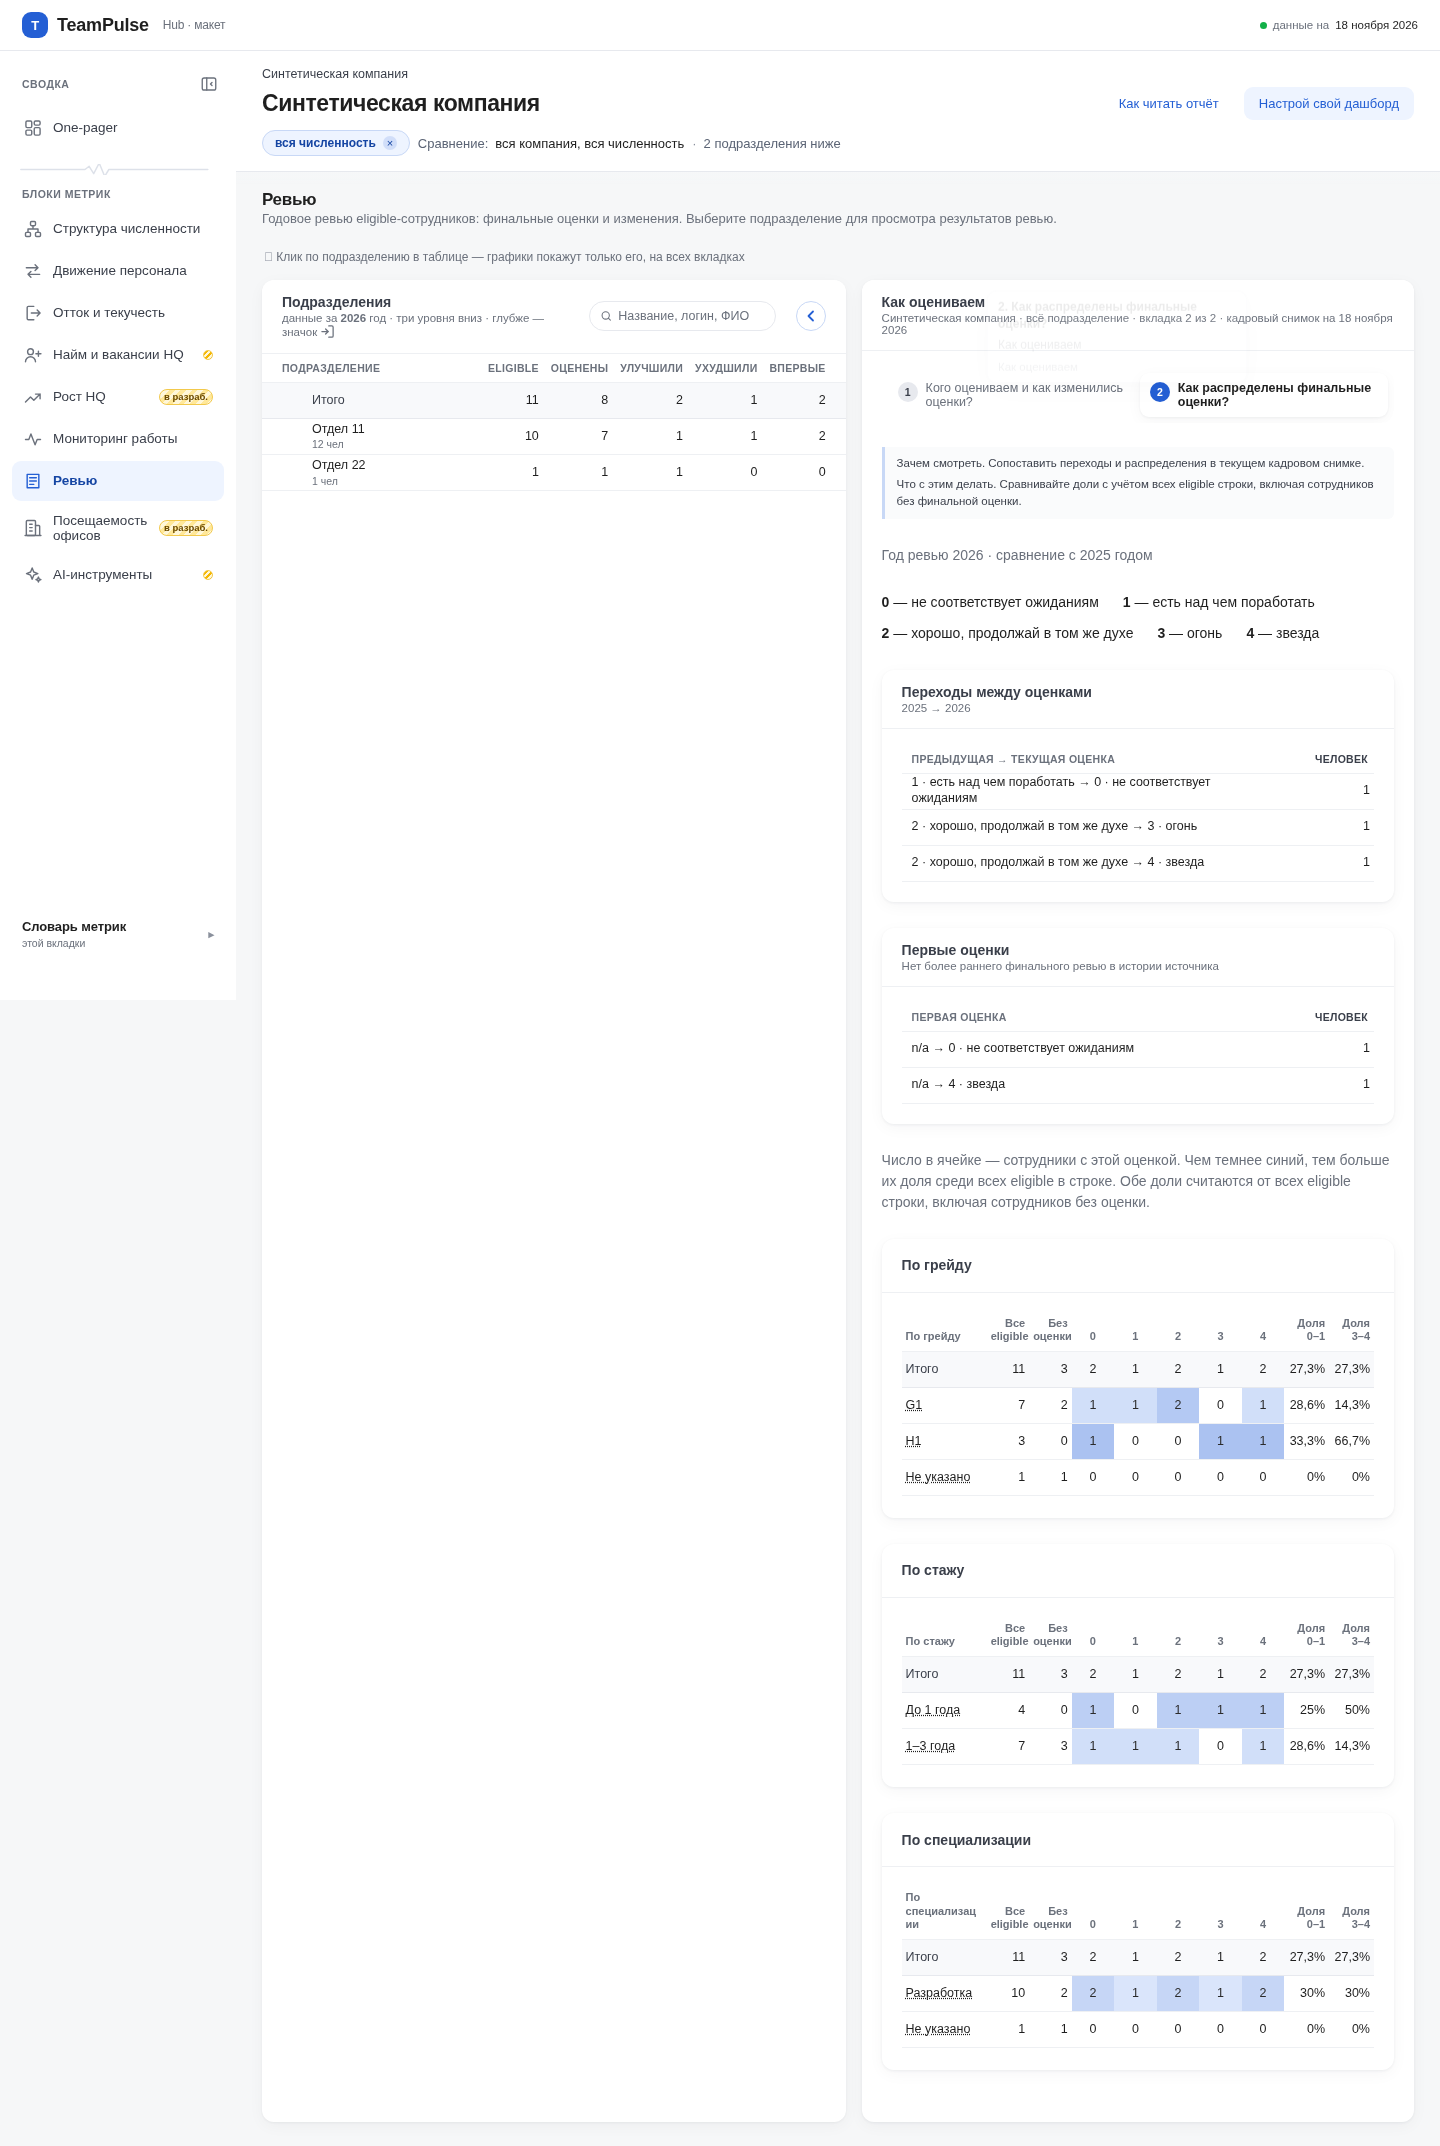 T TeamPulse Hub · макет
данные на 18 ноября 2026
СВОДКА
One-pager
БЛОКИ МЕТРИК
Структура численности
Движение персонала
Отток и текучесть
Найм и вакансии HQ
Рост HQ в разраб.
Мониторинг работы
Ревью
Посещаемость
офисов
в разраб.
AI-инструменты
Словарь метрик
этой вкладки
Синтетическая компания
Синтетическая компания
Как читать отчёт
Настрой свой дашборд
вся численность × Сравнение: вся компания, вся численность · 2 подразделения ниже
Ревью
Годовое ревью eligible-сотрудников: финальные оценки и изменения. Выберите подразделение для просмотра результатов ревью.
Клик по подразделению в таблице — графики покажут только его, на всех вкладках
Подразделения
данные за 2026 год · три уровня вниз · глубже —
значок
Название, логин, ФИО
ПОДРАЗДЕЛЕНИЕ ELIGIBLE ОЦЕНЕНЫ УЛУЧШИЛИ УХУДШИЛИ ВПЕРВЫЕ
Итого 11 8 2 1 2
Отдел 11
12 чел
10 7 1 1 2
Отдел 22
1 чел
1 1 1 0 0
Как оцениваем
Синтетическая компания · всё подразделение · вкладка 2 из 2 · кадровый снимок на 18 ноября
2026
2. Как распределены финальные
оценки?
Как оцениваем
Как оцениваем
1 Кого оцениваем и как изменились
оценки?
2 Как распределены финальные
оценки?
Зачем смотреть. Сопоставить переходы и распределения в текущем кадровом снимке.
Что с этим делать. Сравнивайте доли с учётом всех eligible строки, включая сотрудников
без финальной оценки.
Год ревью 2026 · сравнение с 2025 годом
0 — не соответствует ожиданиям 1 — есть над чем поработать
2 — хорошо, продолжай в том же духе 3 — огонь 4 — звезда
Переходы между оценками
2025 → 2026
ПРЕДЫДУЩАЯ → ТЕКУЩАЯ ОЦЕНКА ЧЕЛОВЕК
1 · есть над чем поработать → 0 · не соответствует
ожиданиям
1
2 · хорошо, продолжай в том же духе → 3 · огонь 1
2 · хорошо, продолжай в том же духе → 4 · звезда 1
Первые оценки
Нет более раннего финального ревью в истории источника
ПЕРВАЯ ОЦЕНКА ЧЕЛОВЕК
n/a → 0 · не соответствует ожиданиям 1
n/a → 4 · звезда 1
Число в ячейке — сотрудники с этой оценкой. Чем темнее синий, тем больше
их доля среди всех eligible в строке. Обе доли считаются от всех eligible
строки, включая сотрудников без оценки.
По грейду
Все Без Доля Доля
По грейду eligible оценки 0 1 2 3 4 0–1 3–4
Итого 11 3 2 1 2 1 2 27,3% 27,3%
G1 7 2 1 1 2 0 1 28,6% 14,3%
H1 3 0 1 0 0 1 1 33,3% 66,7%
Не указано 1 1 0 0 0 0 0 0% 0%
По стажу
Все Без Доля Доля
По стажу eligible оценки 0 1 2 3 4 0–1 3–4
Итого 11 3 2 1 2 1 2 27,3% 27,3%
До 1 года 4 0 1 0 1 1 1 25% 50%
1–3 года 7 3 1 1 1 0 1 28,6% 14,3%
По специализации
По
специализац Все Без Доля Доля
ии eligible оценки 0 1 2 3 4 0–1 3–4
Итого 11 3 2 1 2 1 2 27,3% 27,3%
Разработка 10 2 2 1 2 1 2 30% 30%
Не указано 1 1 0 0 0 0 0 0% 0%